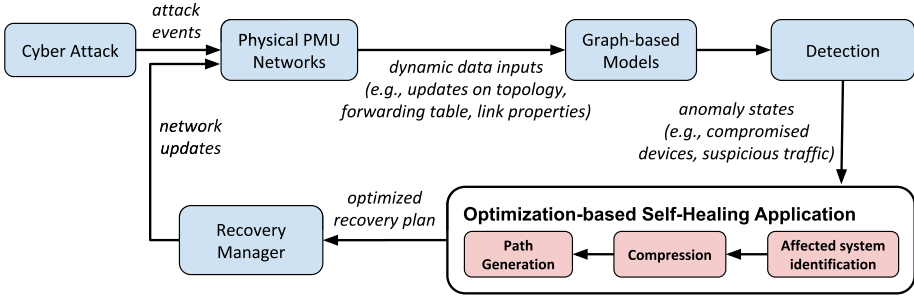 attack
events
Cyber Attack
Physical PMU
Networks
dynamic data inputs
(e.g., updates on topology,
forwarding table, link properties)
Graph-based
Models
Detection
anomaly states
(e.g., compromised
devices, suspicious traffic)
network
updates
optimized
recovery plan
Recovery
Manager
Optimization-based Self-Healing Application
Path
Generation
Compression
Affected system
identification